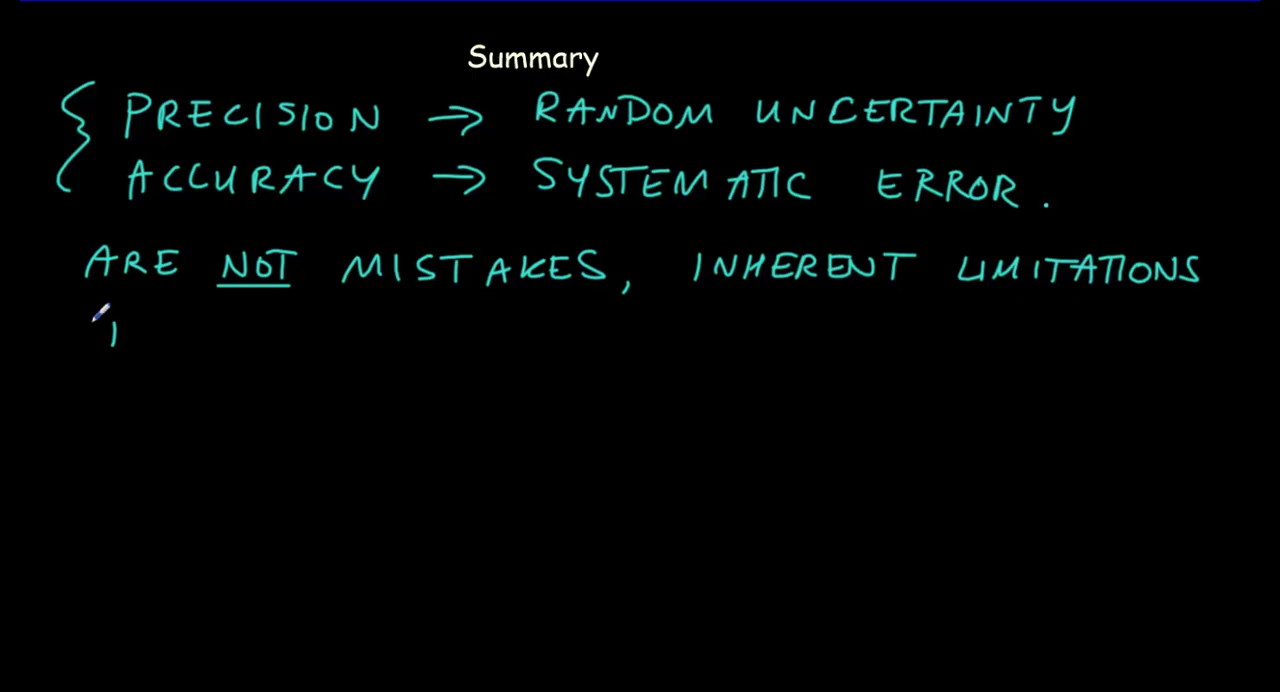 Summary
PRECISION → RANDOM UNCERTAINTY
ACCURACY → SYSTEMATIC ERROR.
ARE NOT MISTAKES, INHERENT LIMITATIONS
I